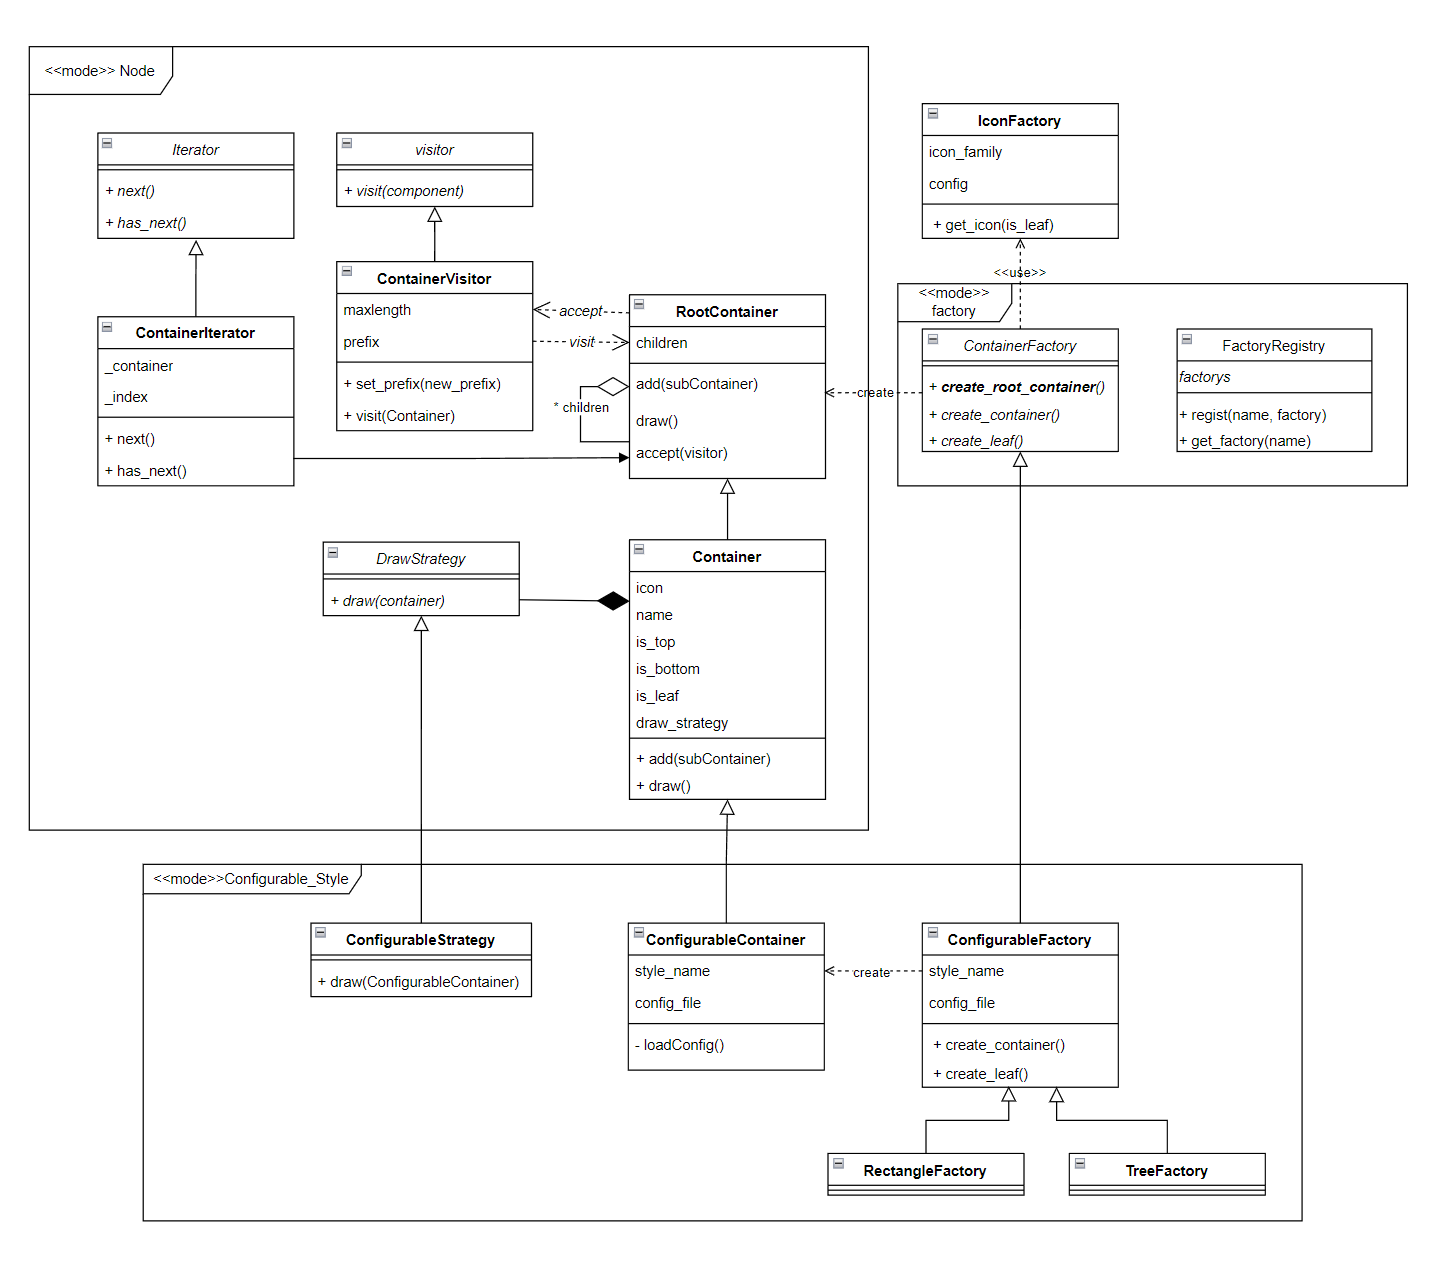 <<mode>> Node
Iterator
+ next()
+ has_next()
visitor
+ visit(component)
ContainerVisitor
maxlength
prefix
+ set_prefix(new_prefix)
+ visit(Container)
ContainerIterator
_container
_index
+ next()
+ has_next()
accept
visit
RootContainer
children
add(subContainer)
draw()
accept(visitor)
* children
DrawStrategy
+ draw(container)
Container
icon
name
is_top
is_bottom
is_leaf
draw_strategy
+ add(subContainer)
+ draw()
IconFactory
icon_family
config
+ get_icon(is_leaf)
<<use>>
<<mode>>
factory
ContainerFactory
+ create_root_container()
+ create_container()
+ create_leaf()
create
FactoryRegistry
factorys
+ regist(name, factory)
+ get_factory(name)
<<mode>>Configurable_Style
ConfigurableStrategy
+ draw(ConfigurableContainer)
ConfigurableContainer
style_name
config_file
- loadConfig()
create
ConfigurableFactory
style_name
config_file
+ create_container()
+ create_leaf()
RectangleFactory
TreeFactory